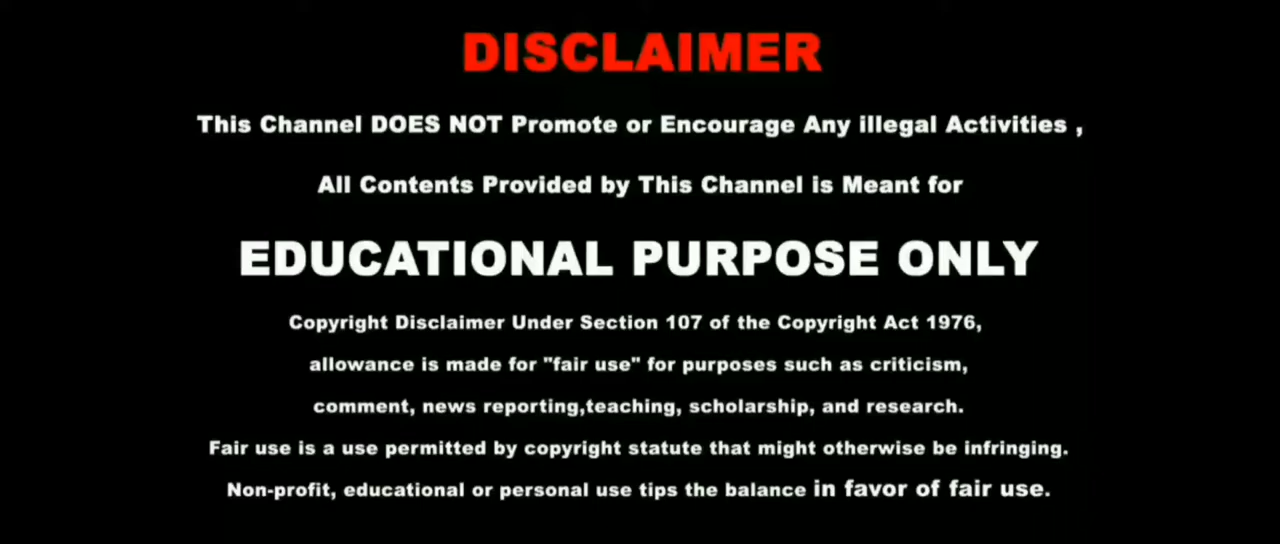 DISCLAIMER
This Channel DOES NOT Promote or Encourage Any illegal Activities ,
All Contents Provided by This Channel is Meant for
EDUCATIONAL PURPOSE ONLY
Copyright Disclaimer Under Section 107 of the Copyright Act 1976,
allowance is made for "fair use" for purposes such as criticism,
comment, news reporting,teaching, scholarship, and research.
Fair use is a use permitted by copyright statute that might otherwise be infringing.
Non-profit, educational or personal use tips the balance in favor of fair use.